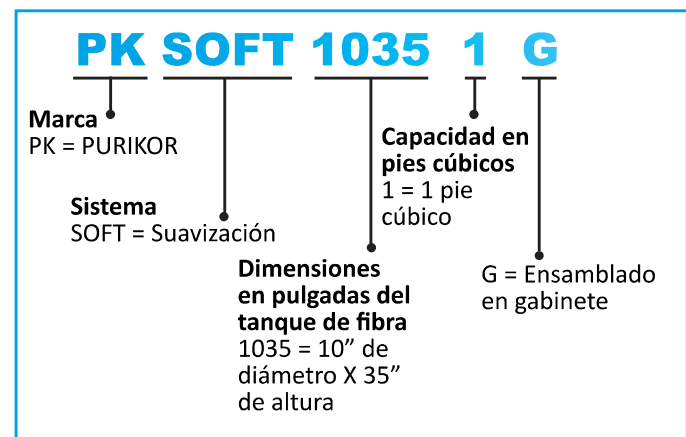 PK SOFT 1035 1 G
Marca
PK = PURIKOR
Sistema
SOFT = Suavización
Dimensiones
en pulgadas del
tanque de fibra
1035 = 10” de
diámetro X 35”
de altura
Capacidad en
pies cúbicos
1 = 1 pie
cúbico
G = Ensamblado
en gabinete